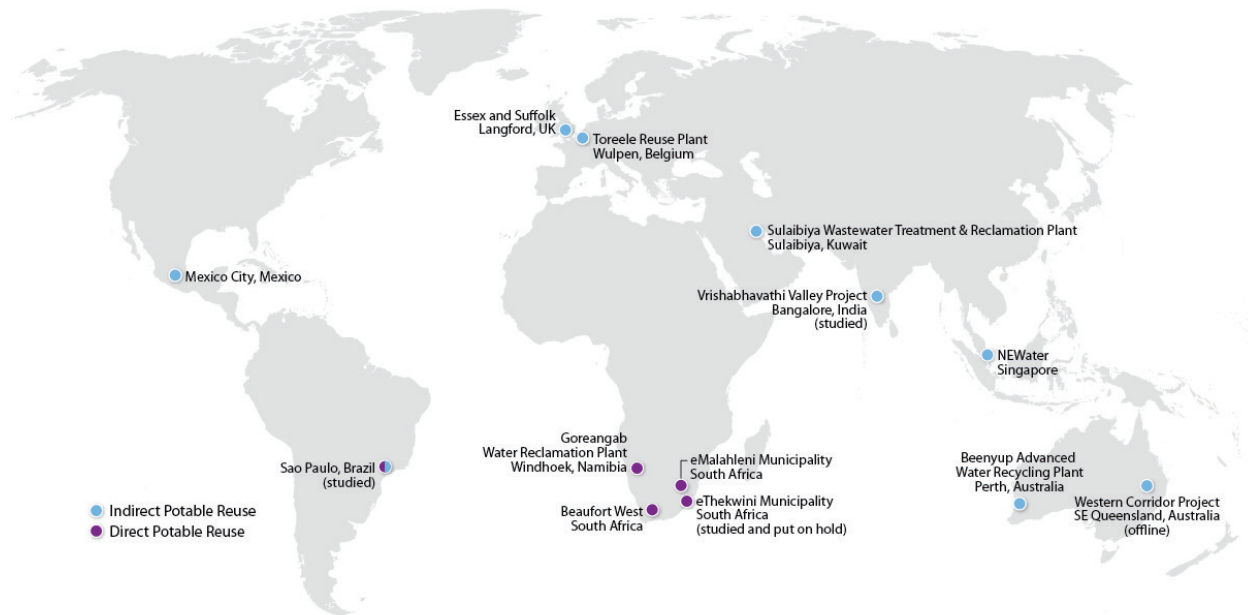 Essex and Suffolk
Langford, UK
Toreele Reuse Plant
Wulpen, Belgium
Sulaibiya Wastewater Treatment & Reclamation Plant
Sulaibiya, Kuwait
Mexico City, Mexico
Vrishabhavathi Valley Project
Bangalore, India
(studied)
NEWater
Singapore
Goreangab
Water Reclamation Plant
Windhoek, Namibia
eMalahleni Municipality
South Africa
Beenyup Advanced
Water Recycling Plant
Perth, Australia
Sao Paulo, Brazil
(studied)
Beaufort West
South Africa
eThekwini Municipality
South Africa
(studied and put on hold)
Western Corridor Project
SE Queensland, Australia
(offline)
Indirect Potable Reuse
Direct Potable Reuse